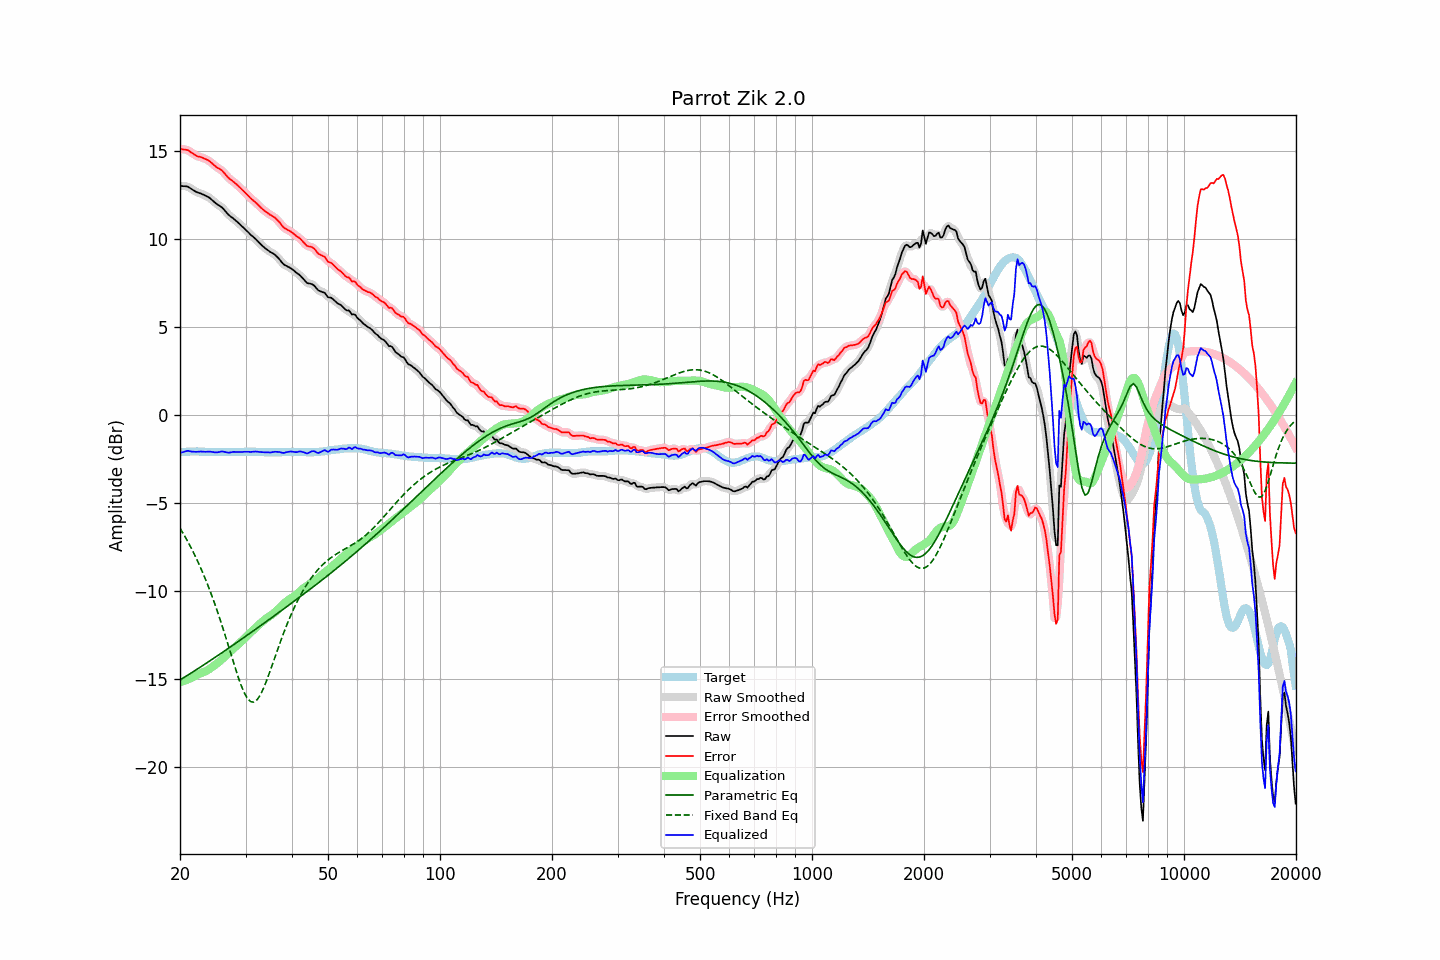 Parrot Zik 2.0
Amplitude (dBr)
15
10
5
0
−5
−10
−15
−20
Target
Raw Smoothed
Error Smoothed
Raw
Error
Equalization
Parametric Eq
Fixed Band Eq
Equalized
20 50 100 200 500 1000 2000 5000 10000 20000
Frequency (Hz)